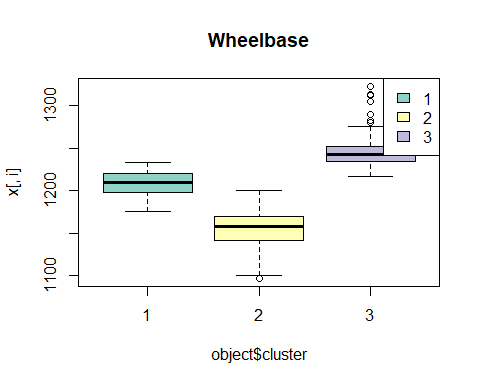 Wheelbase
x[, i]
1300
1200
1100
1
2
3
1 2 3
object$cluster